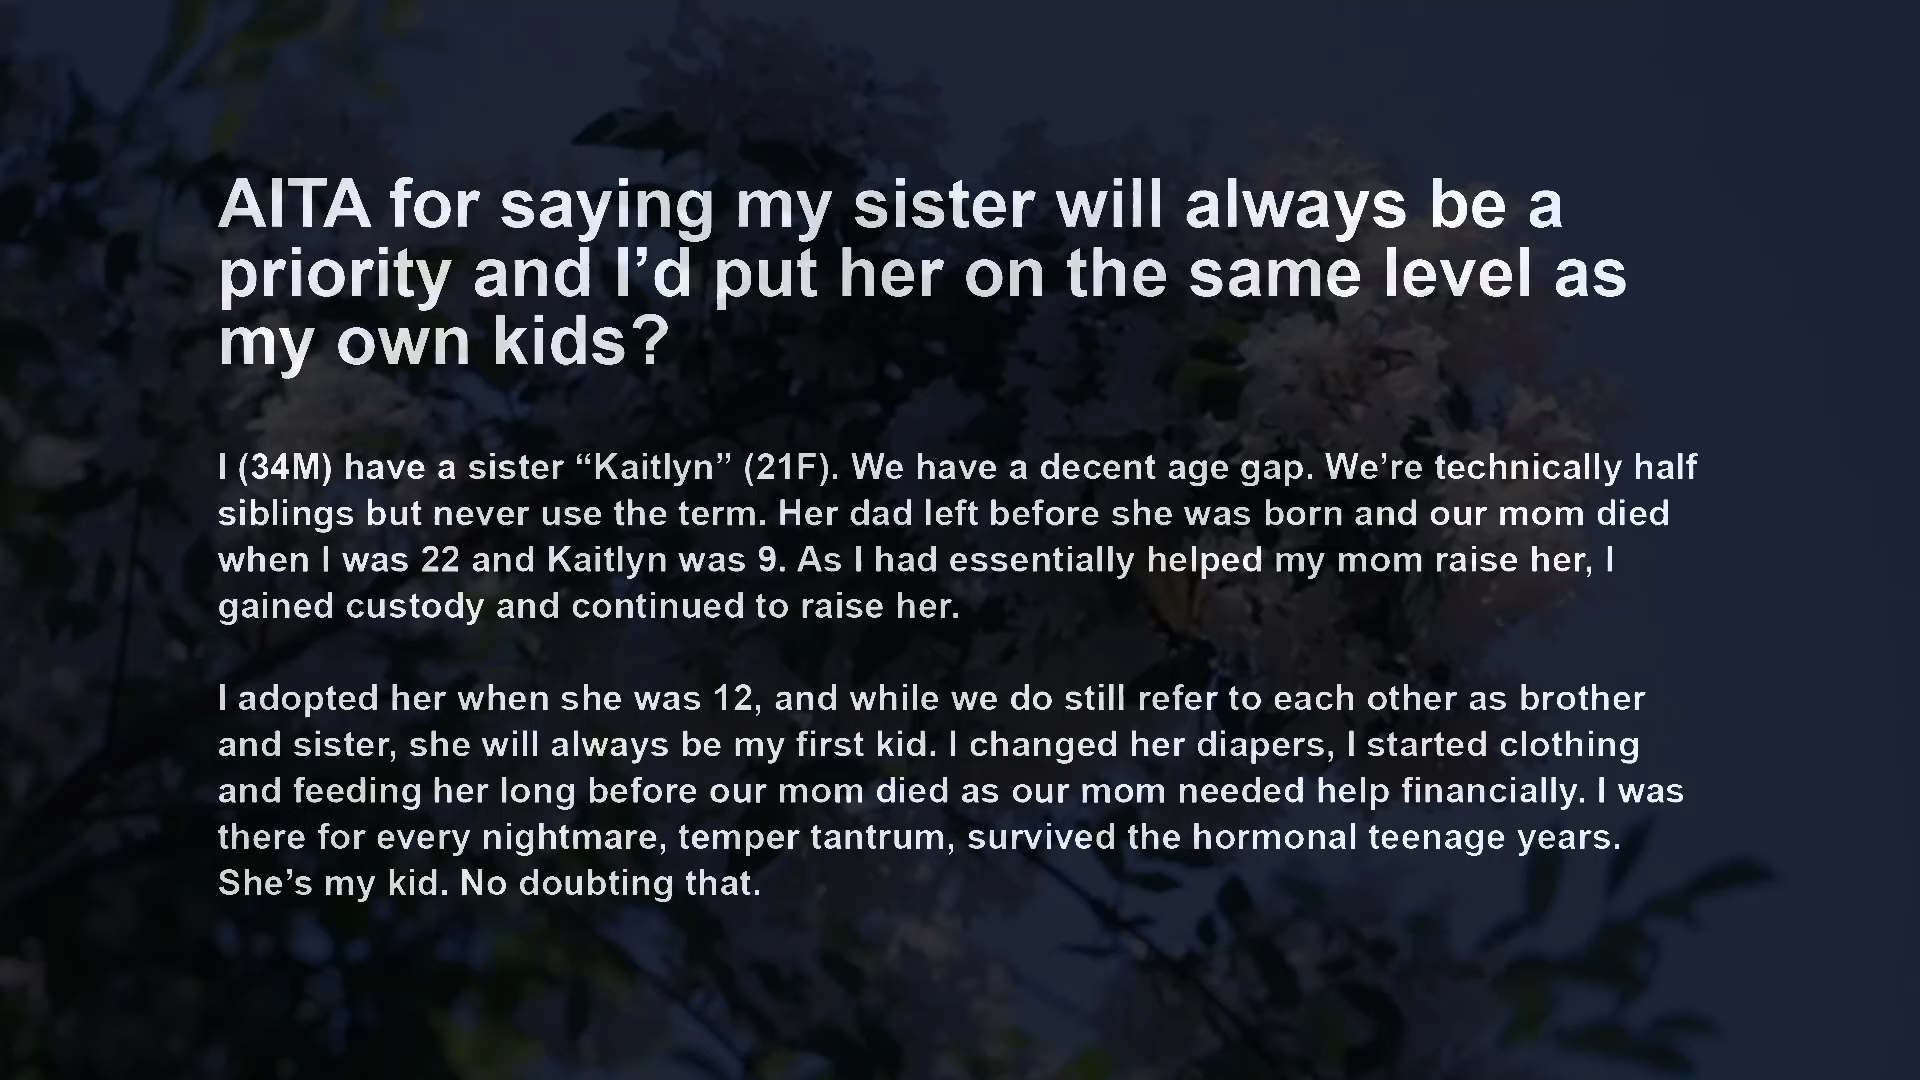 AITA for saying my sister will always be a
priority and I’d put her on the same level as
my own kids?
I (34M) have a sister “Kaitlyn” (21F). We have a decent age gap. We’re technically half
siblings but never use the term. Her dad left before she was born and our mom died
when I was 22 and Kaitlyn was 9. As I had essentially helped my mom raise her, I
gained custody and continued to raise her.
I adopted her when she was 12, and while we do still refer to each other as brother
and sister, she will always be my first kid. I changed her diapers, I started clothing
and feeding her long before our mom died as our mom needed help financially. I was
there for every nightmare, temper tantrum, survived the hormonal teenage years.
She’s my kid. No doubting that.